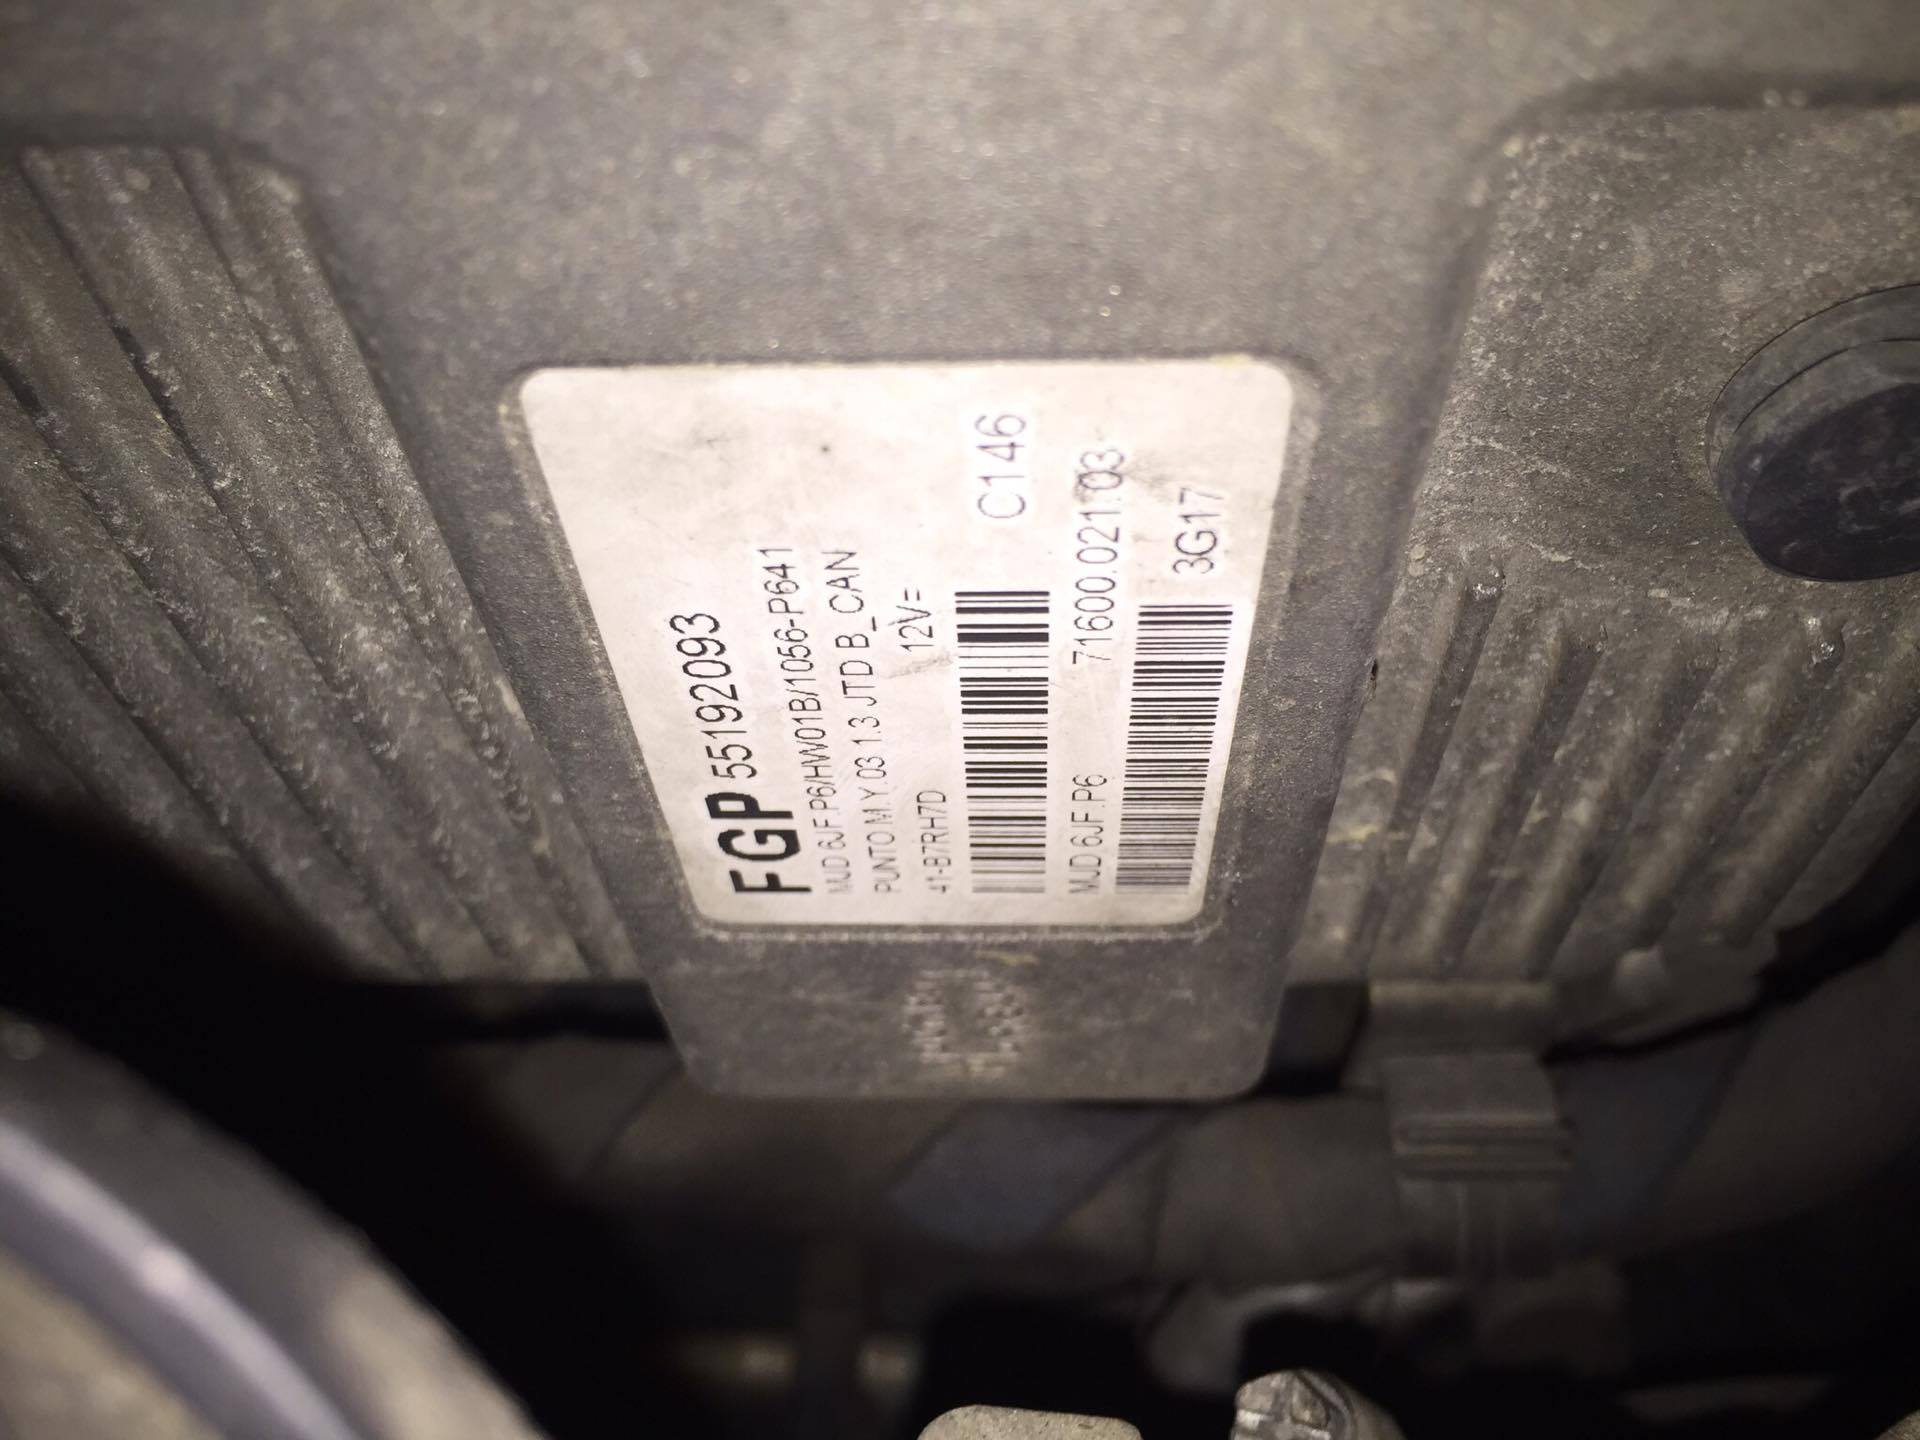 FGP 55192093
MJD 6JF.P6/HW01B/1056-P641
PUNTO M.Y.03 1.3 JTD B_CAN
41-B7RH7D 12V=
C146
71600.021.03
MJD 6JF.P6
3G17